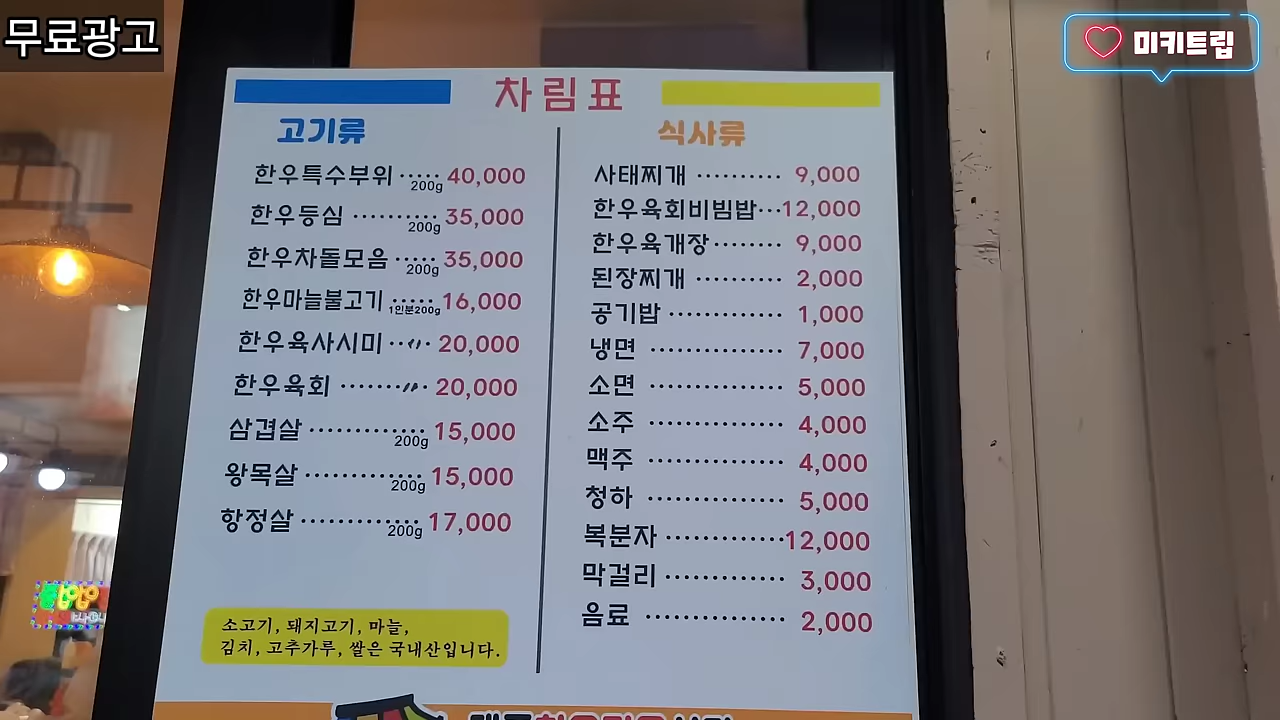 무료광고
미키트립
차림표
고기류
한우특수부위 ····· 200g 40,000
한우등심 ·········· 200g 35,000
한우차돌모음 ····· 200g 35,000
한우마늘불고기 ····· 1인분200g 16,000
한우육사시미 ····· 20,000
한우육회 ·········· 20,000
삼겹살 ············· 200g 15,000
왕목살 ············· 200g 15,000
항정살 ············· 200g 17,000
소고기, 돼지고기, 마늘,
김치, 고추가루, 쌀은 국내산입니다.
식사류
사태찌개 ·········· 9,000
한우육회비빔밥···12,000
한우육개장········ 9,000
된장찌개 ·········· 2,000
공기밥 ············· 1,000
냉면 ··············· 7,000
소면 ··············· 5,000
소주 ··············· 4,000
맥주 ··············· 4,000
청하 ··············· 5,000
복분자 ·············12,000
막걸리 ············· 3,000
음료 ··············· 2,000